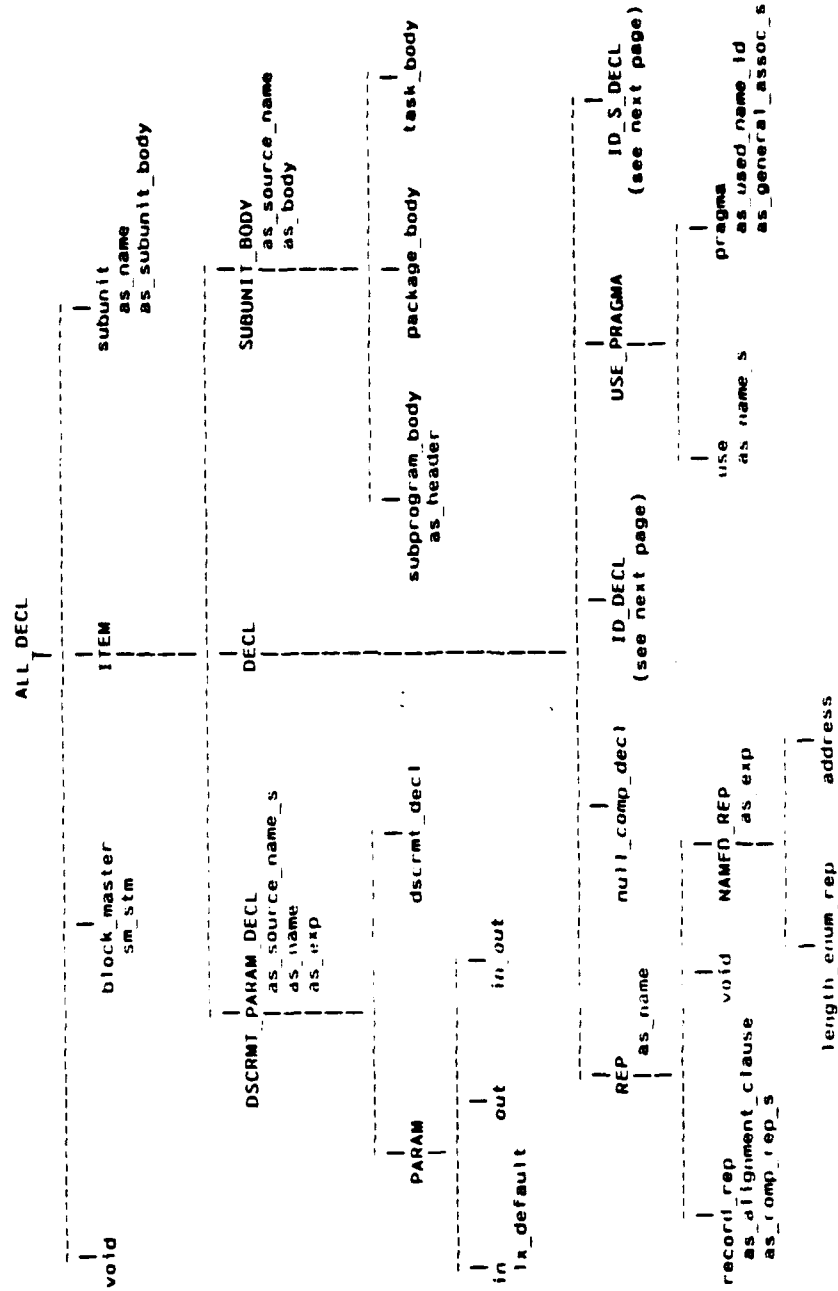 ALL_DECL
void
block_master
sm_stm
ITEM
subunit
as_name
as_subunit_body
DSCRMT_PARAM_DECL
as_source_name_s
as_name
as_exp
DECL
SUBUNIT_BODY
as_source_name
as_body
PARAM
dscrmt_decl
subprogram_body
as_header
package_body
task_body
in
lx_default
out
in_out
REP
as_name
null_comp_decl
ID_DECL
(see next page)
USE_PRAGMA
ID_S_DECL
(see next page)
record_rep
as_alignment_clause
as_comp_rep_s
void
NAMED_REP
as_exp
use
as_name_s
pragma
as_used_name_id
as_general_assoc_s
length_enum_rep
address